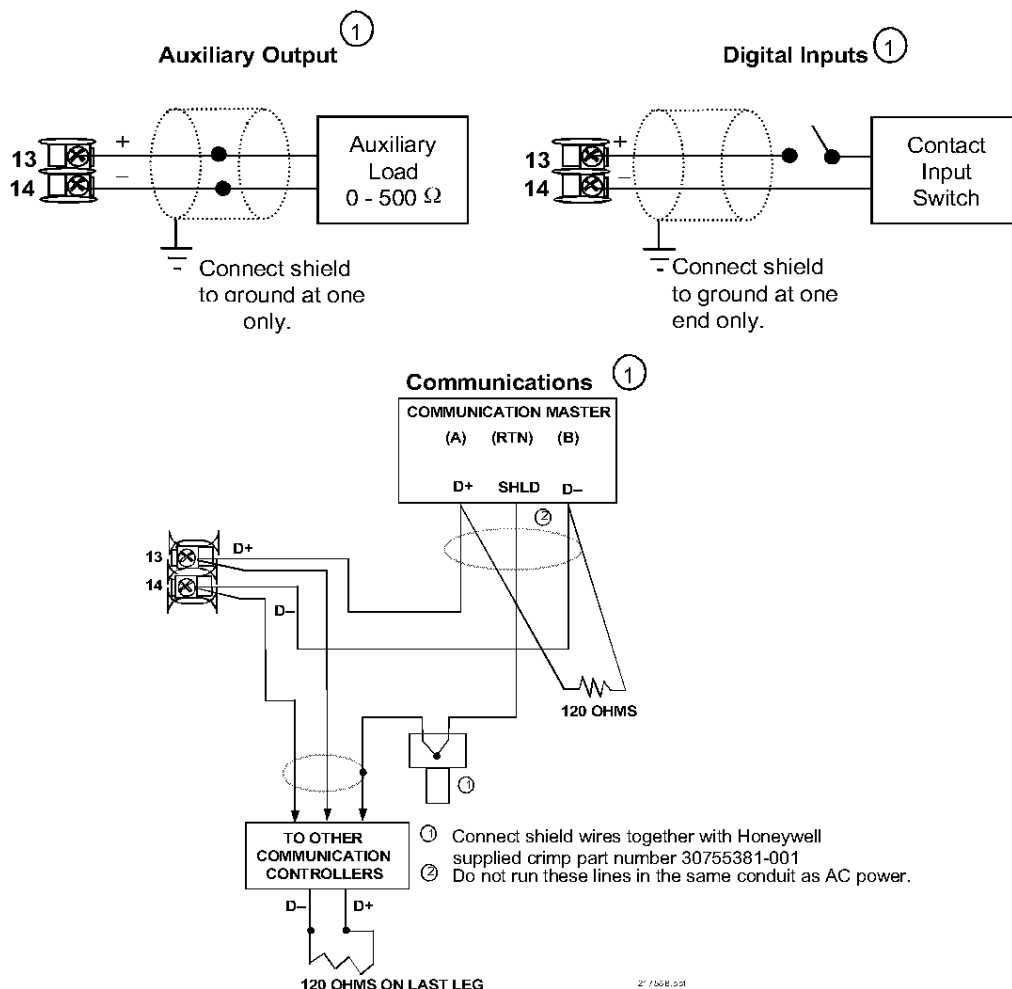 Auxiliary Output 1
13 +
14 –
Auxiliary
Load
0 - 500 Ω
Connect shield
to ground at one
only.
Digital Inputs 1
13 +
14 –
Contact
Input
Switch
Connect shield
to ground at one
end only.
Communications 1
COMMUNICATION MASTER
(A) (RTN) (B)
D+ SHLD D–
2
13 D+
14 D–
120 OHMS
1
TO OTHER
COMMUNICATION
CONTROLLERS
D– D+
120 OHMS ON LAST LEG
1 Connect shield wires together with Honeywell
supplied crimp part number 30755381-001
2 Do not run these lines in the same conduit as AC power.